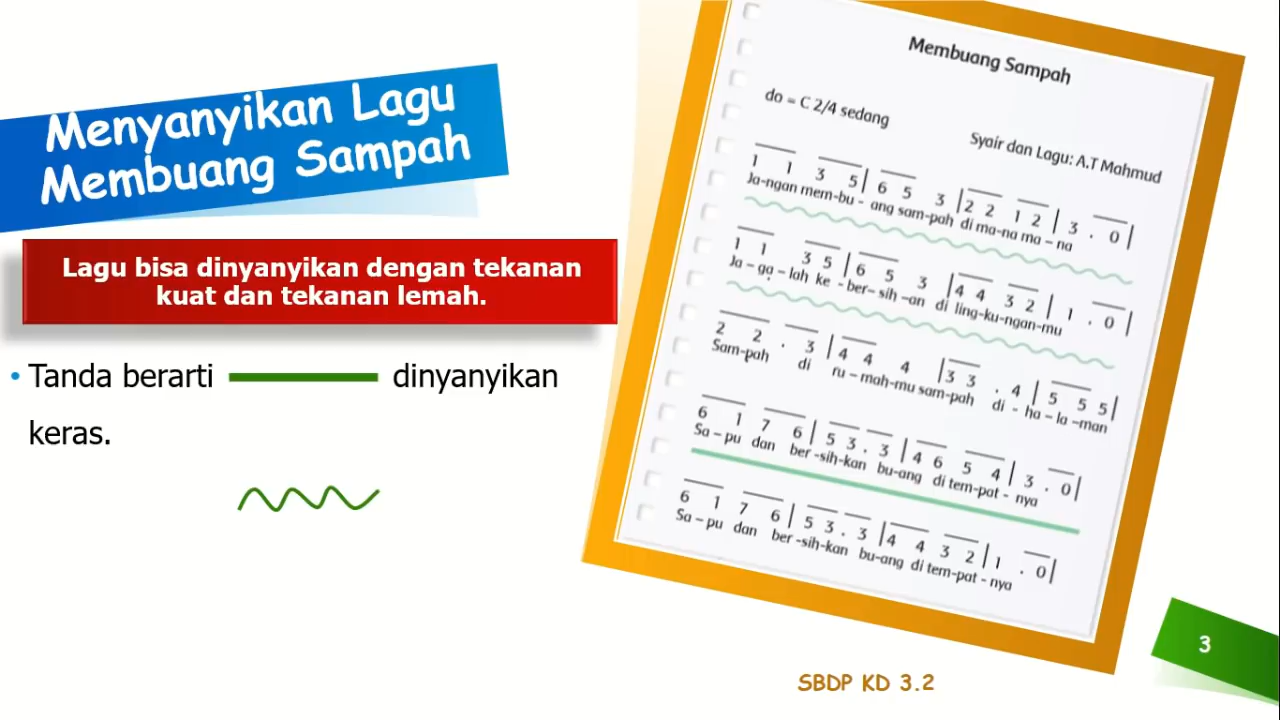 Menyanyikan Lagu
Membuang Sampah
Lagu bisa dinyanyikan dengan tekanan
kuat dan tekanan lemah.
• Tanda berarti dinyanyikan
keras.
Membuang Sampah
do = C 2/4 sedang
Syair dan Lagu: A.T Mahmud
1 1 3 5 | 6 5 3 | 2 2 1 2 | 3 . 0 |
Ja-ngan mem-bu - ang sam-pah di ma-na ma – na
1 1 3 5 | 6 5 3 | 4 4 3 2 | 1 . 0 |
Ja – ga – lah ke - ber– sih –an di ling-ku-ngan-mu
2 2 . 3 | 4 4 4 | 3 3 . 4 | 5 5 5 |
Sam-pah di ru – mah-mu sam-pah di - ha – la –man
6 1 7 6 | 5 3 . 3 | 4 6 5 4 | 3 . 0 |
Sa – pu dan ber -sih-kan bu-ang di tem-pat - nya
6 1 7 6 | 5 3 . 3 | 4 4 3 2 | 1 . 0 |
Sa – pu dan ber -sih-kan bu-ang di tem-pat - nya
SBDP KD 3.2
3